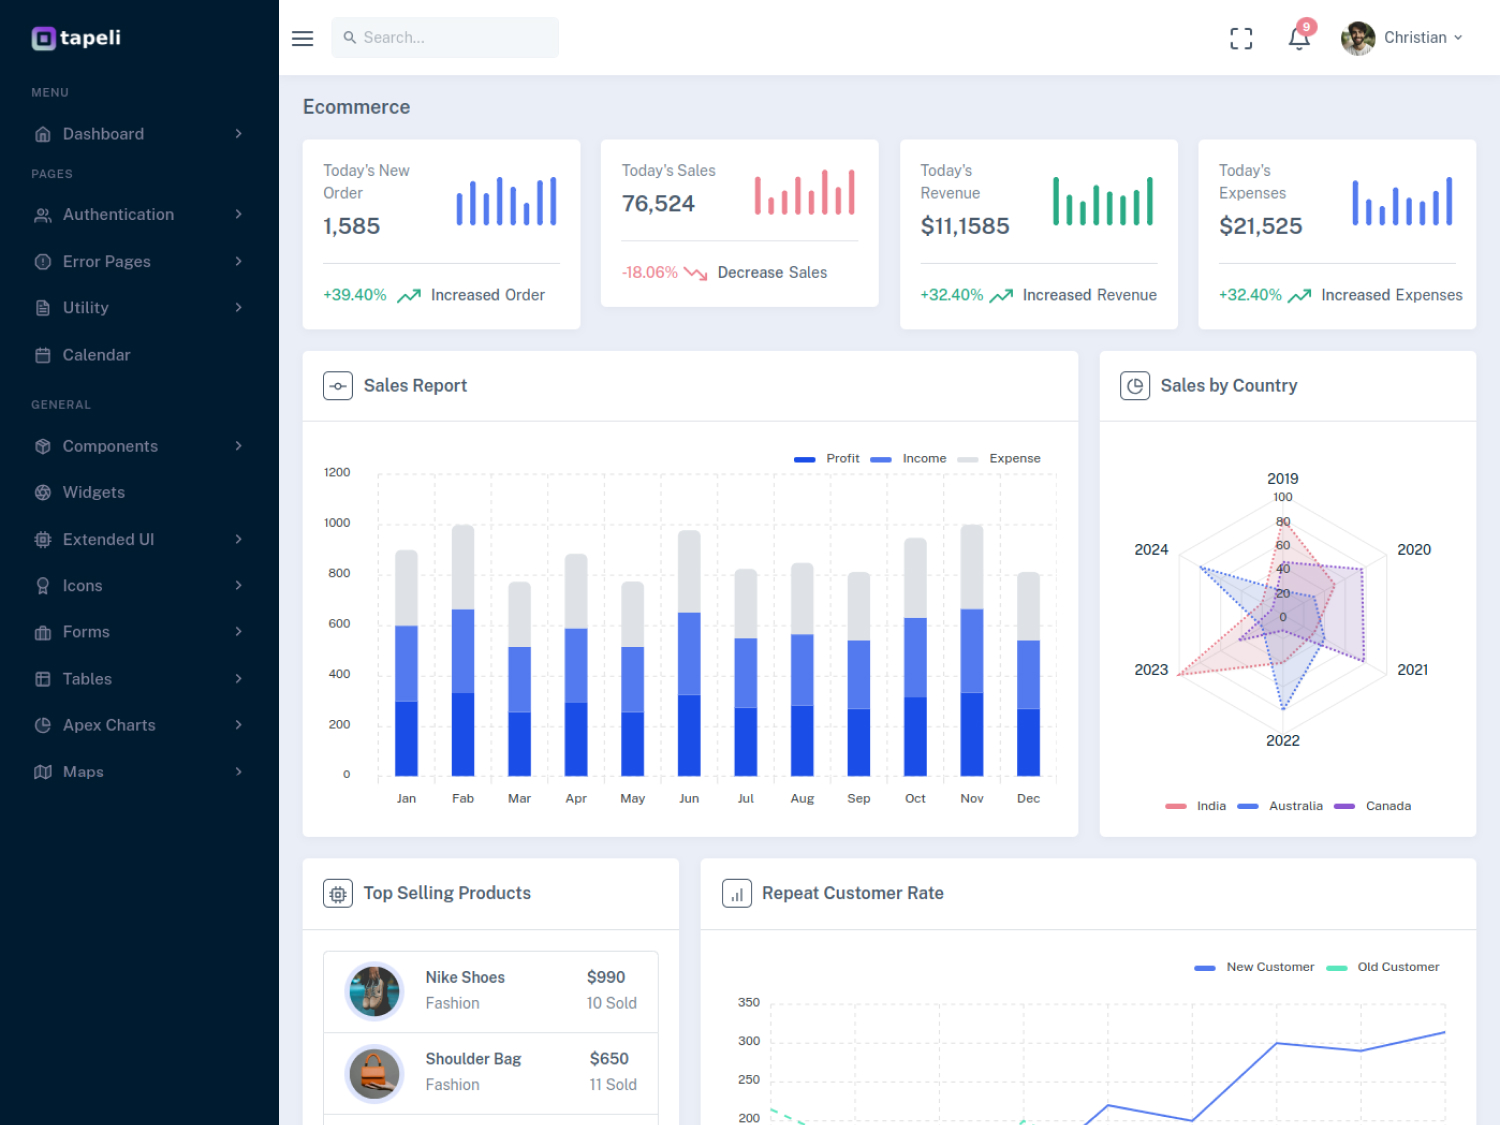 tapeli
Search...
9
Christian
MENU
Dashboard
PAGES
Authentication
Error Pages
Utility
Calendar
GENERAL
Components
Widgets
Extended UI
Icons
Forms
Tables
Apex Charts
Maps
Ecommerce
Today's New
Order
1,585
+39.40% Increased Order
Today's Sales
76,524
-18.06% Decrease Sales
Today's
Revenue
$11,1585
+32.40% Increased Revenue
Today's
Expenses
$21,525
+32.40% Increased Expenses
Sales Report
Profit Income Expense
1200
1000
800
600
400
200
0
Jan Fab Mar Apr May Jun Jul Aug Sep Oct Nov Dec
Sales by Country
2019
100
80
60
40
20
0
2020
2021
2022
2023
2024
India Australia Canada
Top Selling Products
Nike Shoes $990
Fashion 10 Sold
Shoulder Bag $650
Fashion 11 Sold
Repeat Customer Rate
New Customer Old Customer
350
300
250
200